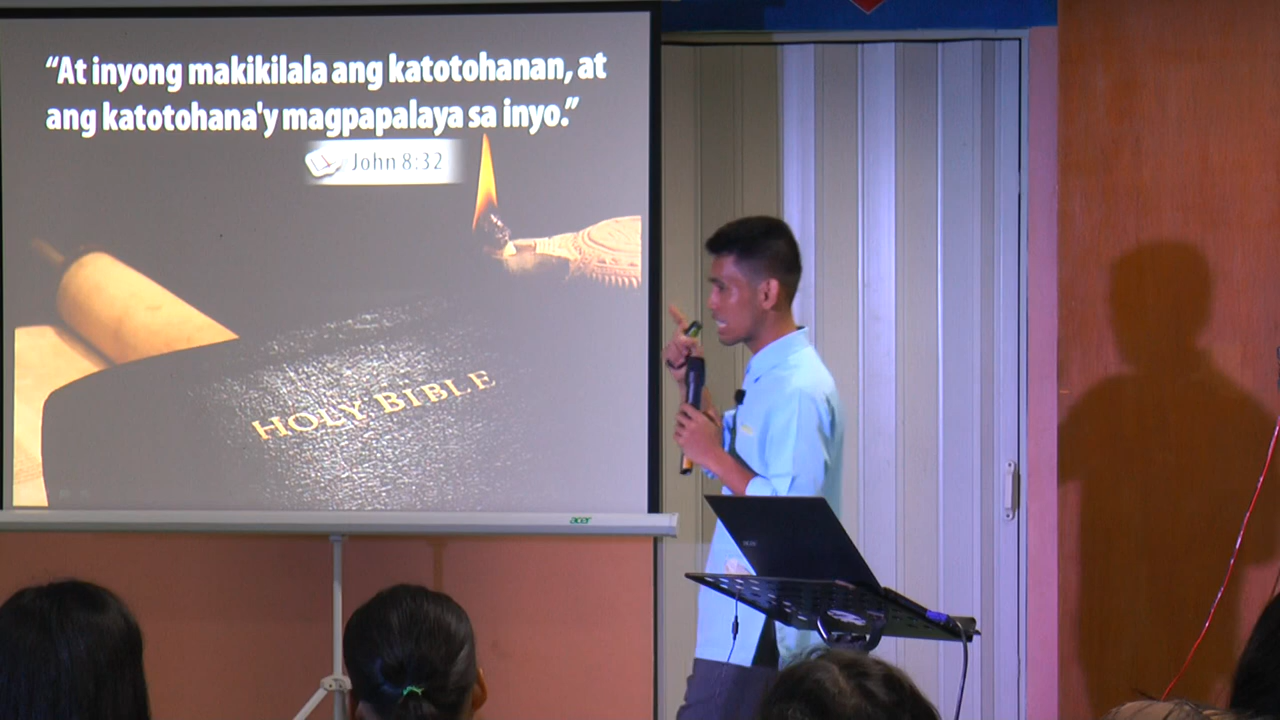 “At inyong makikilala ang katotohanan, at
ang katotohana'y magpapalaya sa inyo.”
John 8:32
HOLY BIBLE
acer